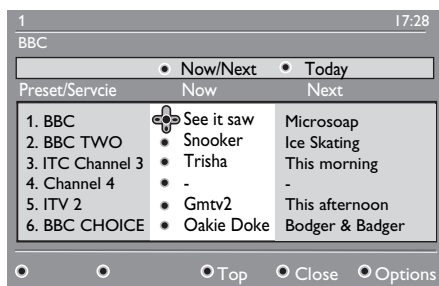 1 17:28
BBC
Now/Next Today
Preset/Servcie Now Next
1. BBC See it saw Microsoap
2. BBC TWO Snooker Ice Skating
3. ITC Channel 3 Trisha This morning
4. Channel 4 - -
5. ITV 2 Gmtv2 This afternoon
6. BBC CHOICE Oakie Doke Bodger & Badger
Top Close Options